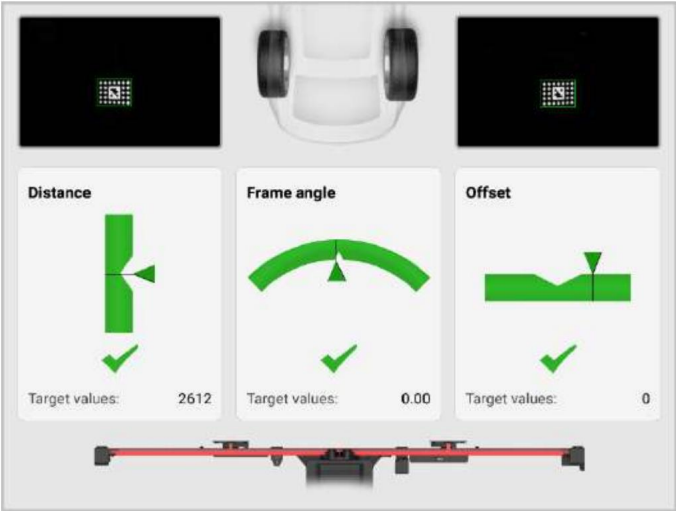 Distance
Frame angle
Offset
Target values: 2612
Target values: 0.00
Target values: 0